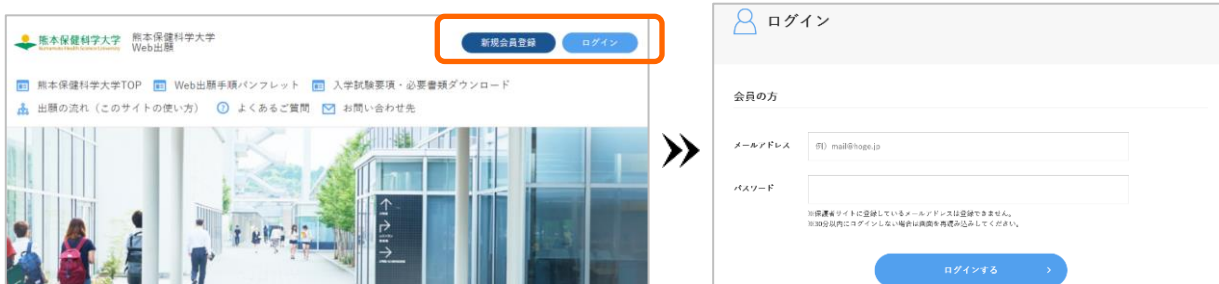 熊本保健科学大学
Kumamoto Health Science University
熊本保健科学大学
Web出願
新規会員登録
ログイン
熊本保健科学大学TOP
Web出願手順パンフレット
入学試験要項・必要書類ダウンロード
出願の流れ（このサイトの使い方）
よくあるご質問
お問い合わせ先
ログイン
会員の方
メールアドレス
例）mail@hoge.jp
パスワード
※保護者サイトに登録しているメールアドレスは登録できません。
※30分以内にログインしない場合は画面を再読み込みしてください。
ログインする